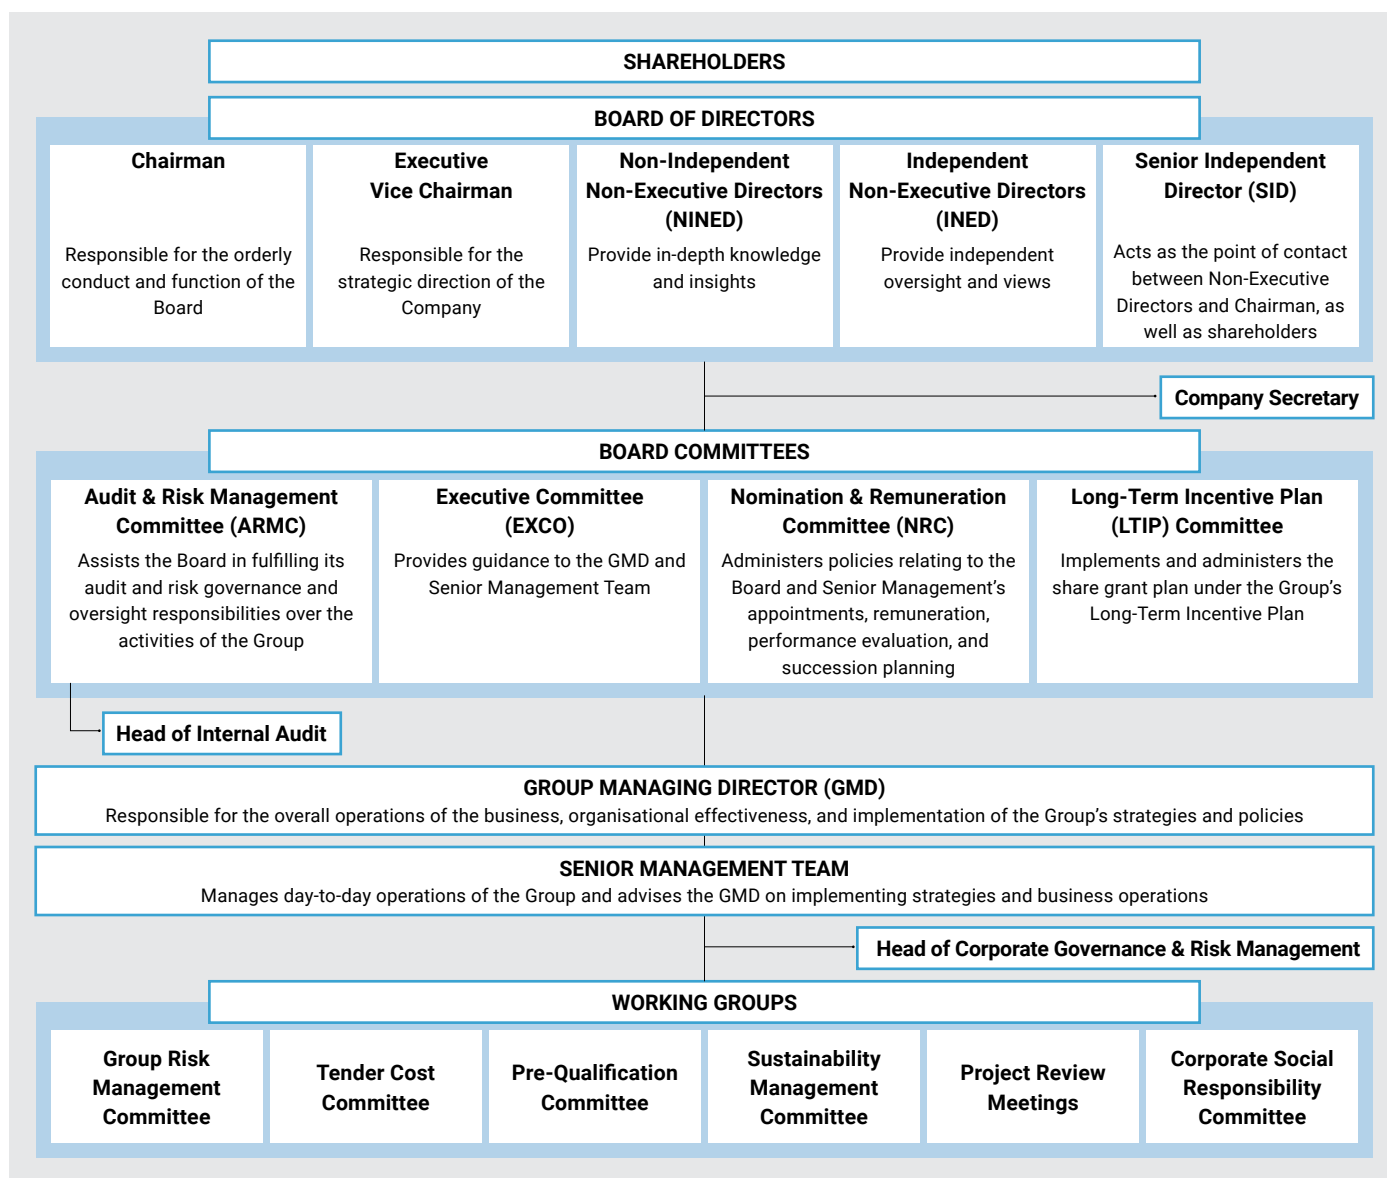 SHAREHOLDERS
BOARD OF DIRECTORS
Chairman
Responsible for the orderly
conduct and function of the
Board
Executive
Vice Chairman
Responsible for the
strategic direction of the
Company
Non-Independent
Non-Executive Directors
(NINED)
Provide in-depth knowledge
and insights
Independent
Non-Executive Directors
(INED)
Provide independent
oversight and views
Senior Independent
Director (SID)
Acts as the point of contact
between Non-Executive
Directors and Chairman, as
well as shareholders
Company Secretary
BOARD COMMITTEES
Audit & Risk Management
Committee (ARMC)
Assists the Board in fulfilling its
audit and risk governance and
oversight responsibilities over the
activities of the Group
Executive Committee
(EXCO)
Provides guidance to the GMD and
Senior Management Team
Nomination & Remuneration
Committee (NRC)
Administers policies relating to the
Board and Senior Management’s
appointments, remuneration,
performance evaluation, and
succession planning
Long-Term Incentive Plan
(LTIP) Committee
Implements and administers the
share grant plan under the Group’s
Long-Term Incentive Plan
Head of Internal Audit
GROUP MANAGING DIRECTOR (GMD)
Responsible for the overall operations of the business, organisational effectiveness, and implementation of the Group’s strategies and policies
SENIOR MANAGEMENT TEAM
Manages day-to-day operations of the Group and advises the GMD on implementing strategies and business operations
Head of Corporate Governance & Risk Management
WORKING GROUPS
Group Risk
Management
Committee
Tender Cost
Committee
Pre-Qualification
Committee
Sustainability
Management
Committee
Project Review
Meetings
Corporate Social
Responsibility
Committee